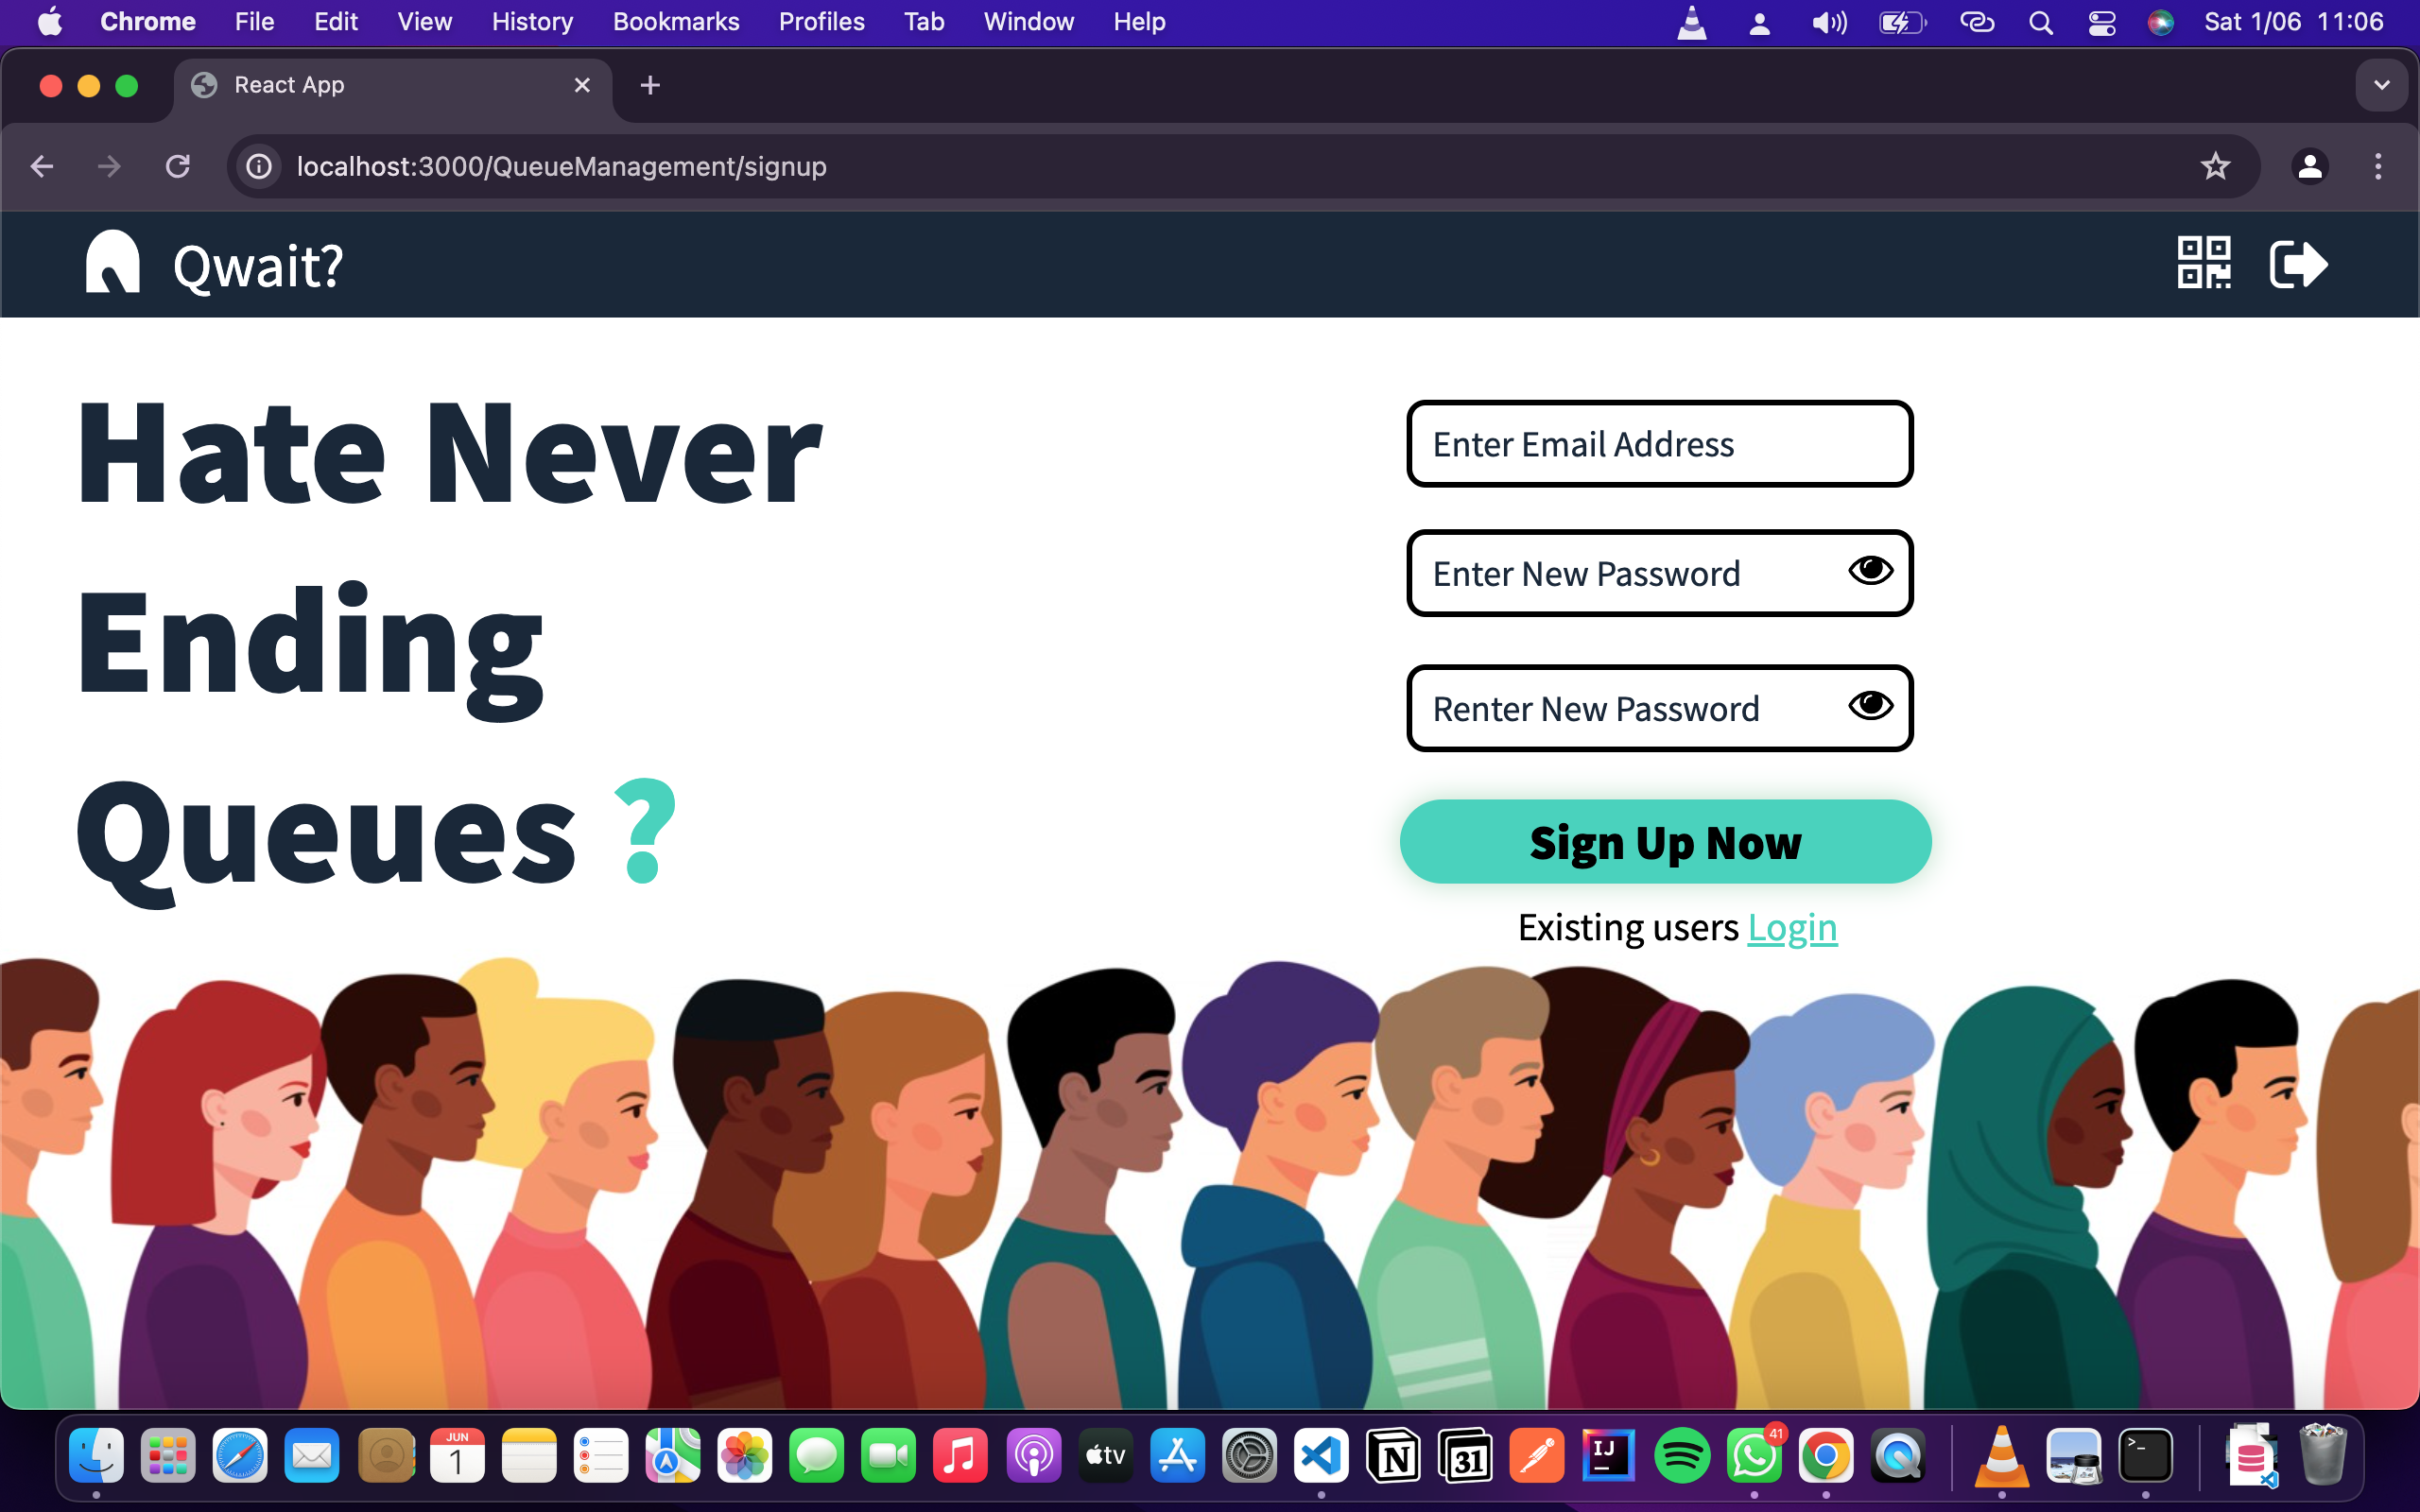 Chrome File Edit View History Bookmarks Profiles Tab Window Help Sat 1/06 11:06
React App
localhost:3000/QueueManagement/signup
Qwait?
Hate Never
Ending
Queues ?
Enter Email Address
Enter New Password
Renter New Password
Sign Up Now
Existing users Login
JUN
1
tv
N
31
IJ
41
>_